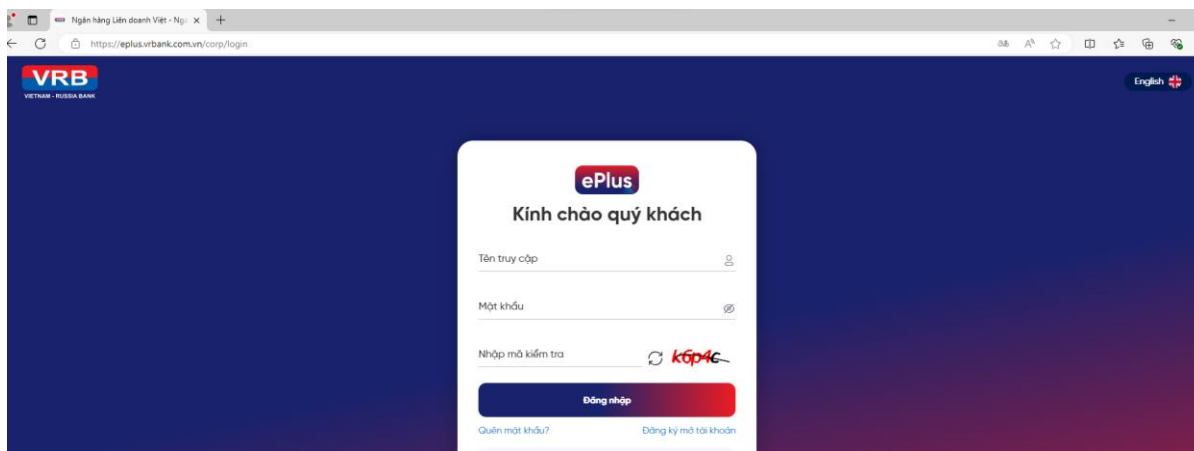 Ngân hàng Liên doanh Việt - Ngа
https://eplus.vrbank.com.vn/corp/login
VRB
VIETNAM - RUSSIA BANK
English
ePlus
Kính chào quý khách
Tên truy cập
Mật khẩu
Nhập mã kiểm tra
k6p4c
Đăng nhập
Quên mật khẩu?
Đăng ký mở tài khoản